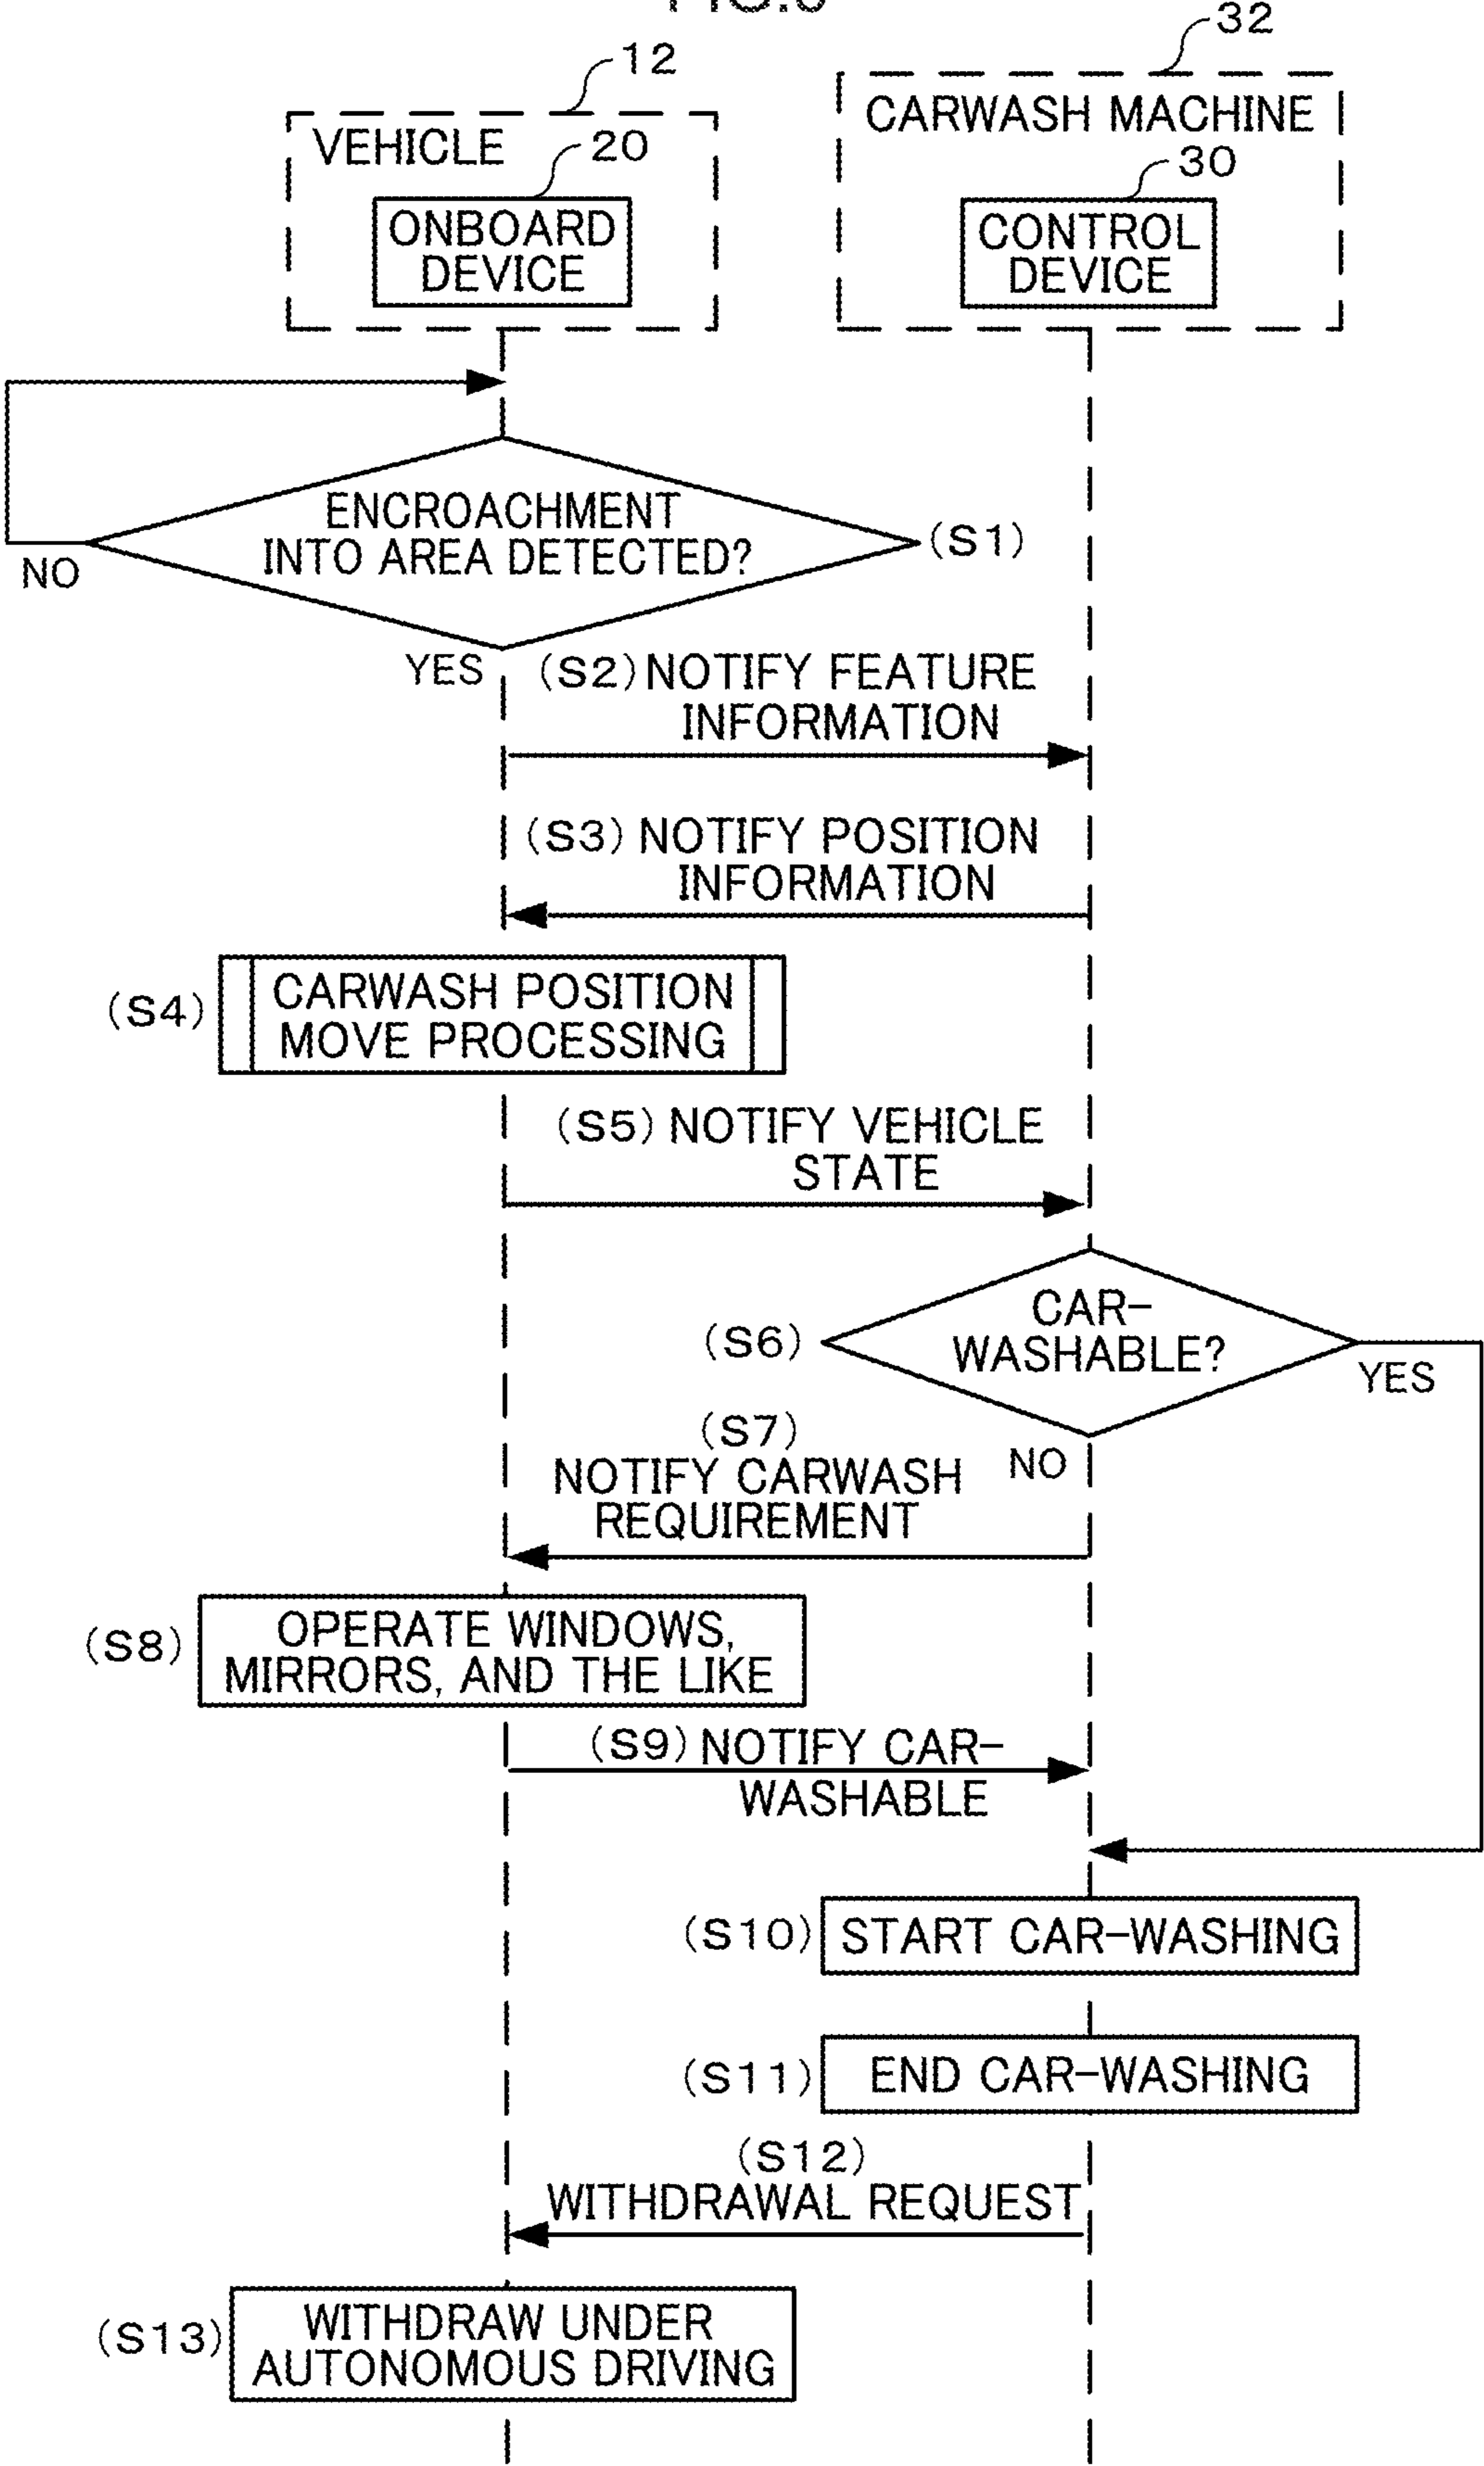 32
12
CARWASH MACHINE
VEHICLE
20
30
ONBOARD
DEVICE
CONTROL
DEVICE
ENCROACHMENT
INTO AREA DETECTED?
(S1)
NO
YES
(S2) NOTIFY FEATURE
INFORMATION
(S3) NOTIFY POSITION
INFORMATION
(S4)
CARWASH POSITION
MOVE PROCESSING
(S5) NOTIFY VEHICLE
STATE
(S6)
CAR-
WASHABLE?
YES
NO
(S7)
NOTIFY CARWASH
REQUIREMENT
(S8)
OPERATE WINDOWS,
MIRRORS, AND THE LIKE
(S9) NOTIFY CAR-
WASHABLE
(S10) START CAR-WASHING
(S11) END CAR-WASHING
(S12)
WITHDRAWAL REQUEST
(S13)
WITHDRAW UNDER
AUTONOMOUS DRIVING